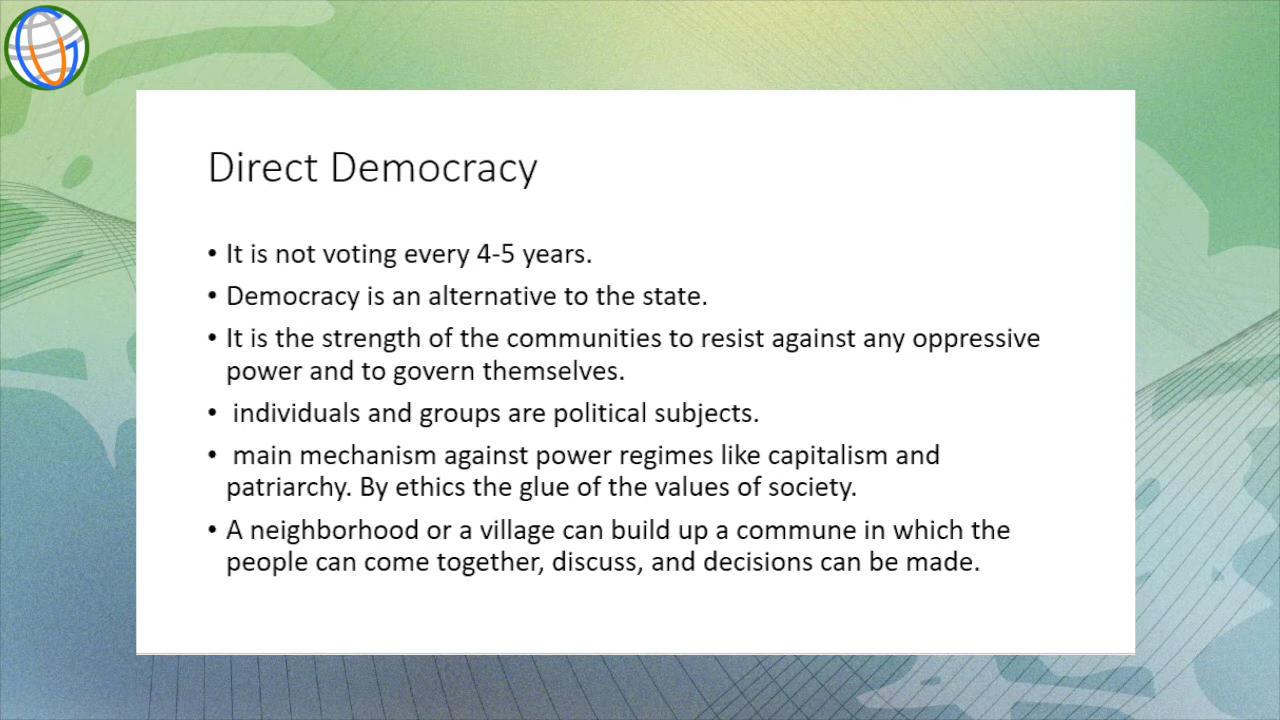 Direct Democracy
• It is not voting every 4-5 years.
• Democracy is an alternative to the state.
• It is the strength of the communities to resist against any oppressive
power and to govern themselves.
• individuals and groups are political subjects.
• main mechanism against power regimes like capitalism and
patriarchy. By ethics the glue of the values of society.
• A neighborhood or a village can build up a commune in which the
people can come together, discuss, and decisions can be made.